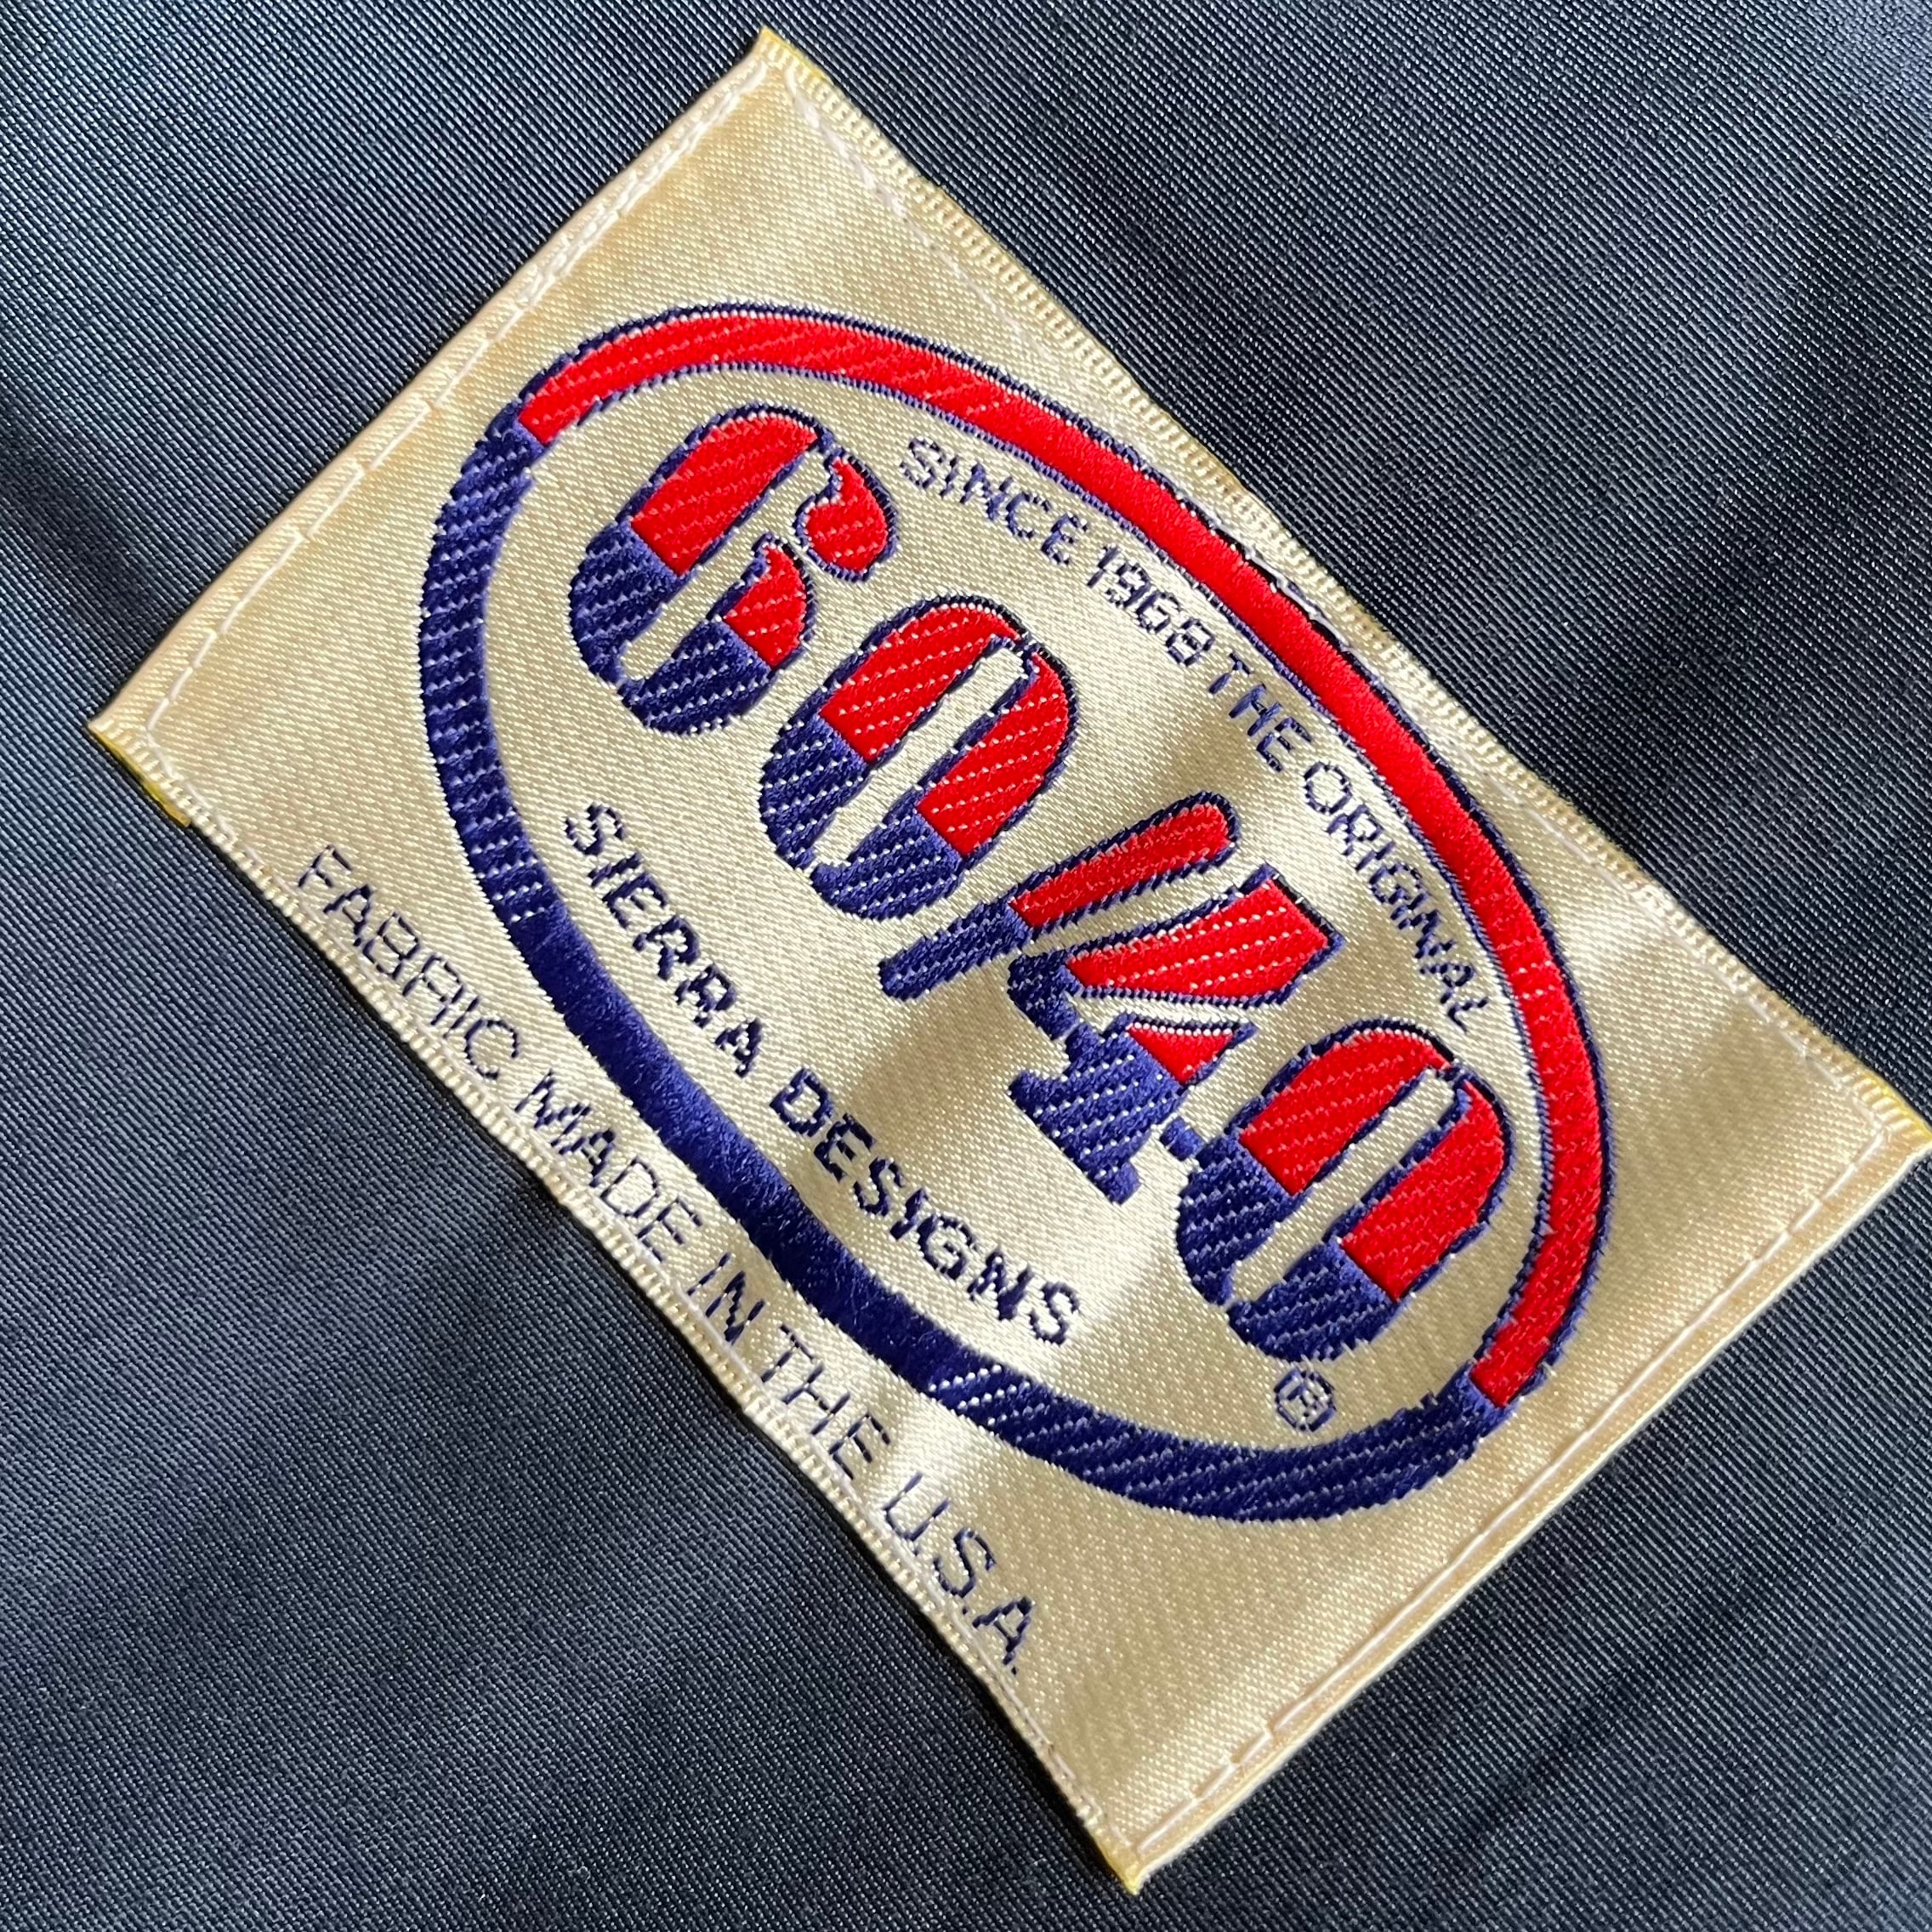 SINCE 1968 THE ORIGINAL
60/40
®
SIERRA DESIGNS
FABRIC MADE IN THE U.S.A.